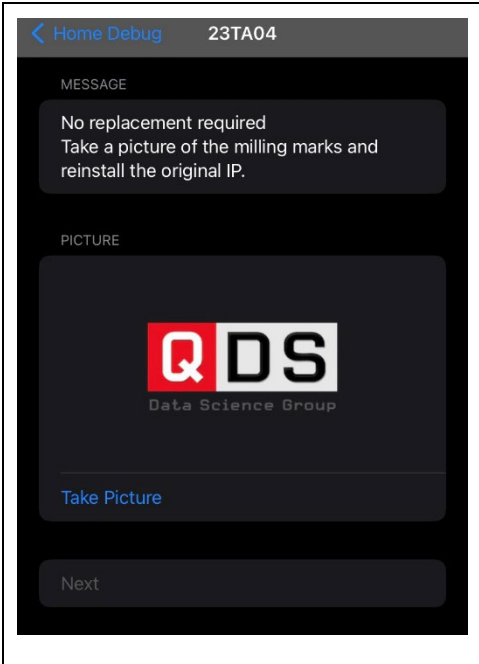 Home Debug 23TA04
MESSAGE
No replacement required
Take a picture of the milling marks and
reinstall the original IP.
PICTURE
QDS
Data Science Group
Take Picture
Next